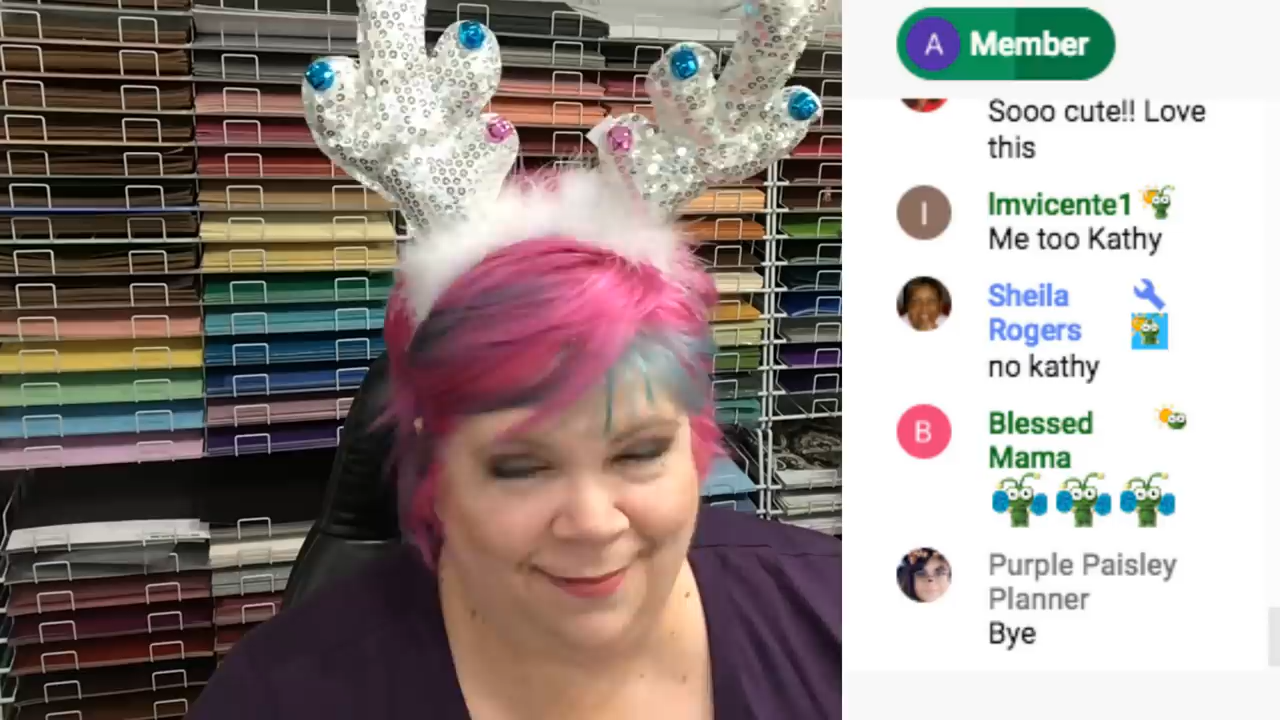 A Member
Sooo cute!! Love
this
I Imvicente1
Me too Kathy
Sheila
Rogers
no kathy
B Blessed
Mama
Purple Paisley
Planner
Bye